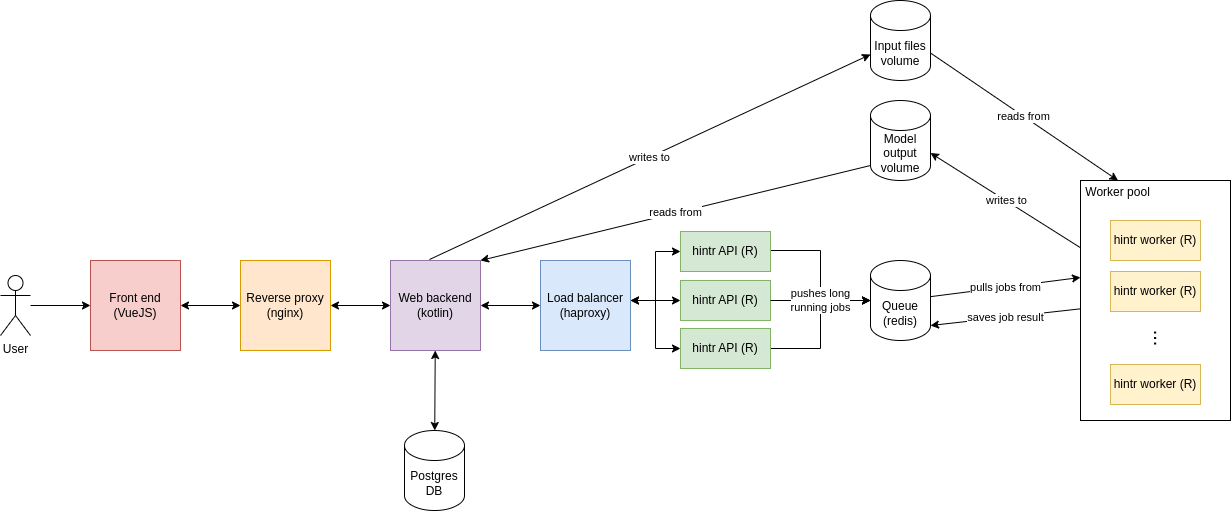 Input files
volume
writes to
reads from
Model
output
volume
reads from
writes to
Worker pool
hintr worker (R)
hintr worker (R)
...
hintr worker (R)
User
Front end
(VueJS)
Reverse proxy
(nginx)
Web backend
(kotlin)
Load balancer
(haproxy)
hintr API (R)
hintr API (R)
hintr API (R)
pushes long
running jobs
Queue
(redis)
pulls jobs from
saves job result
Postgres
DB